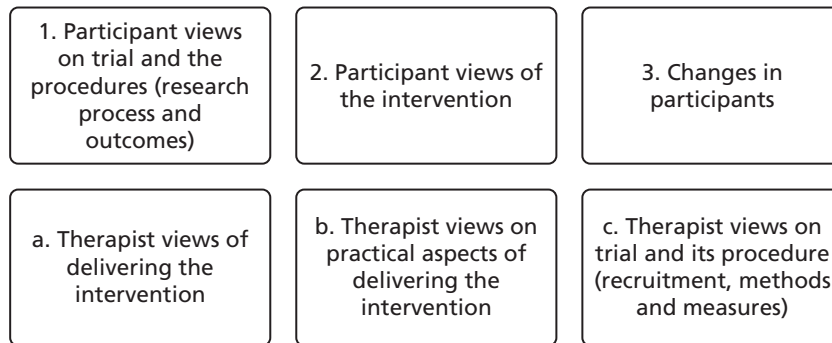 1. Participant views
on trial and the
procedures (research
process and
outcomes)
2. Participant views of
the intervention
3. Changes in
participants
a. Therapist views of
delivering the
intervention
b. Therapist views on
practical aspects of
delivering the
intervention
c. Therapist views on
trial and its procedure
(recruitment, methods
and measures)